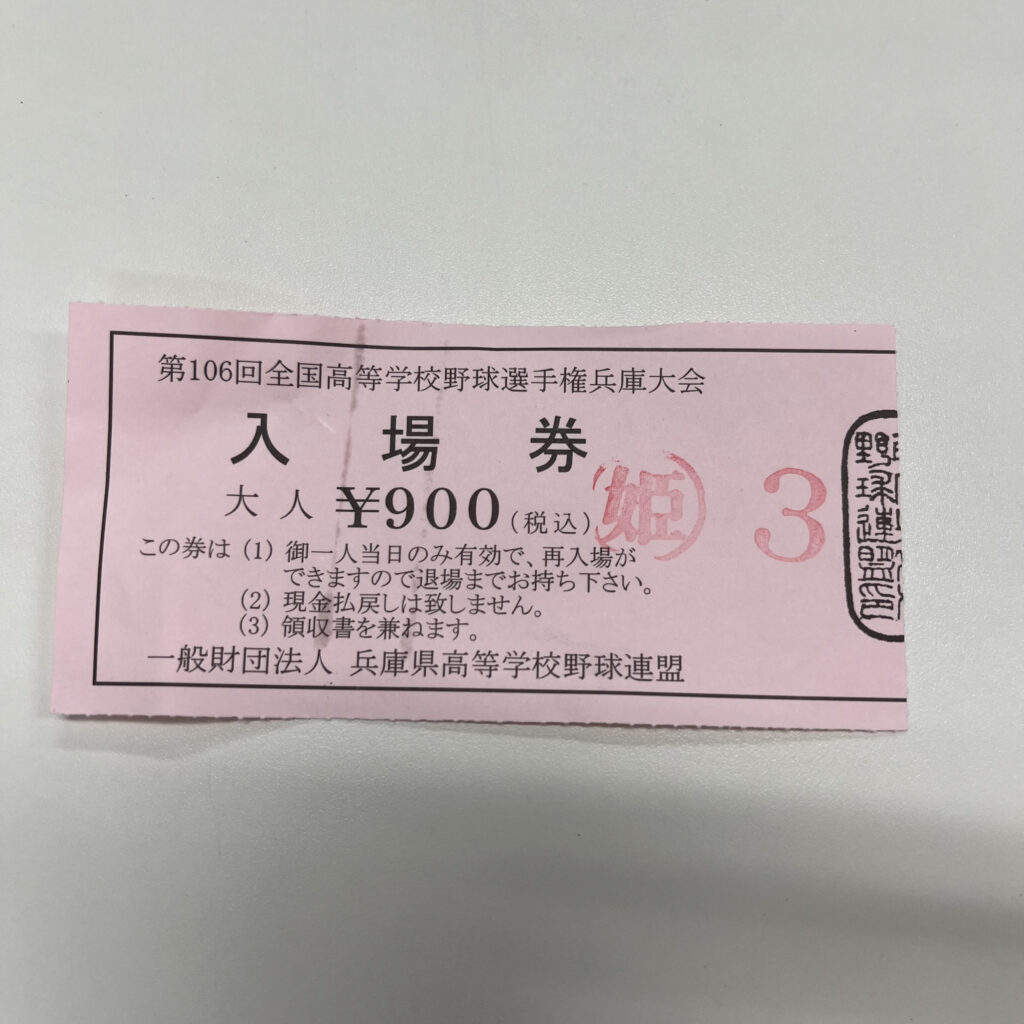 第106回全国高等学校野球選手権兵庫大会
入場券
大人 ¥900 (税込)
姫
3
この券は (1) 御一人当日のみ有効で、再入場が
できますので退場までお持ち下さい。
(2) 現金払戻しは致しません。
(3) 領収書を兼ねます。
一般財団法人 兵庫県高等学校野球連盟
野球連盟